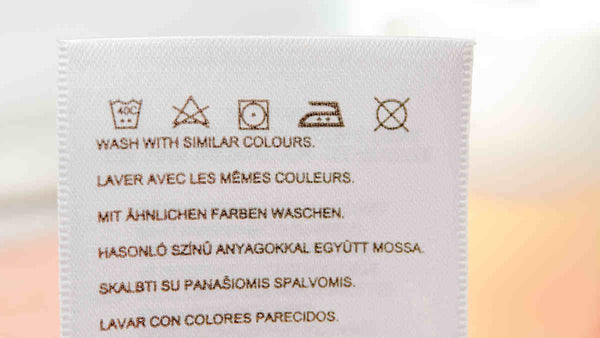 40C
WASH WITH SIMILAR COLOURS.
LAVER AVEC LES MÊMES COULEURS.
MIT ÄHNLICHEN FARBEN WASCHEN.
HASONLÓ SZÍNŰ ANYAGOKKAL EGYÜTT MOSSA.
SKALBTI SU PANAŠIOMIS SPALVOMIS.
LAVAR CON COLORES PARECIDOS.